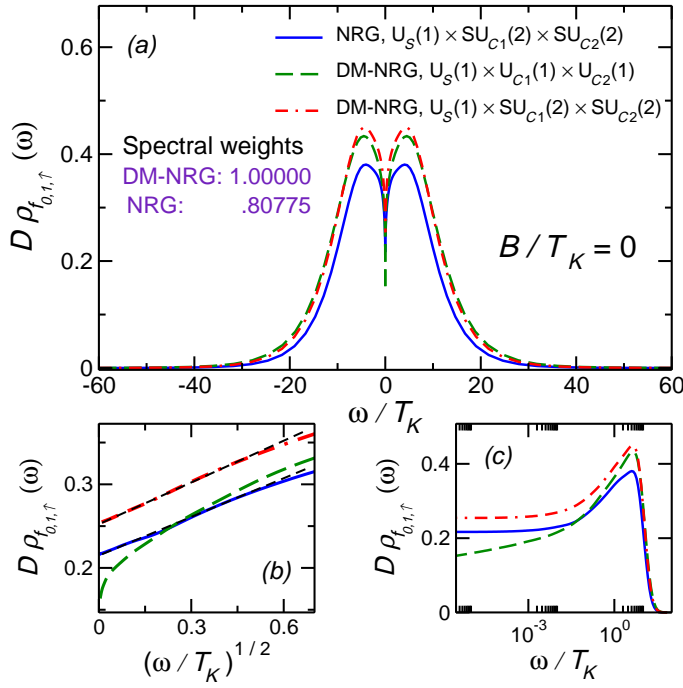 (a)
NRG, U_S(1) × SU_C1(2) × SU_C2(2)
DM-NRG, U_S(1) × U_C1(1) × U_C2(1)
DM-NRG, U_S(1) × SU_C1(2) × SU_C2(2)
Spectral weights
DM-NRG: 1.00000
NRG: .80775
B / T_K = 0
D ρ_f0,1,↑ (ω)
0.6
0.4
0.2
0
-60 -40 -20 0 20 40 60
ω / T_K
(b)
D ρ_f0,1,↑ (ω)
0.3
0.2
0 0.3 0.6
(ω / T_K)^1/2
(c)
D ρ_f0,1,↑ (ω)
0.4
0.2
0
10^-3 10^0
ω / T_K